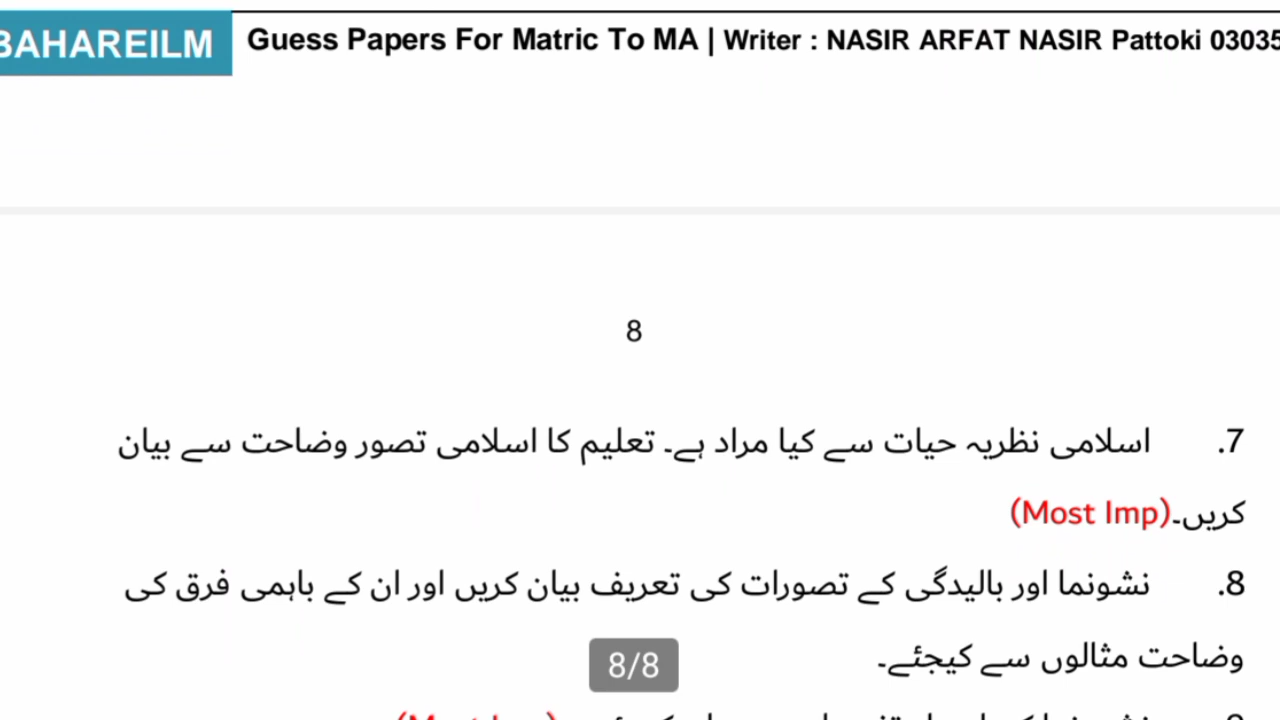 BAHAREILM Guess Papers For Matric To MA | Writer : NASIR ARFAT NASIR Pattoki 03035
8
7. اسلامی نظریہ حیات سے کیا مراد ہے۔ تعلیم کا اسلامی تصور وضاحت سے بیان
کریں۔(Most Imp)
8. نشونما اور بالیدگی کے تصورات کی تعریف بیان کریں اور ان کے باہمی فرق کی
وضاحت مثالوں سے کیجئے۔
8/8